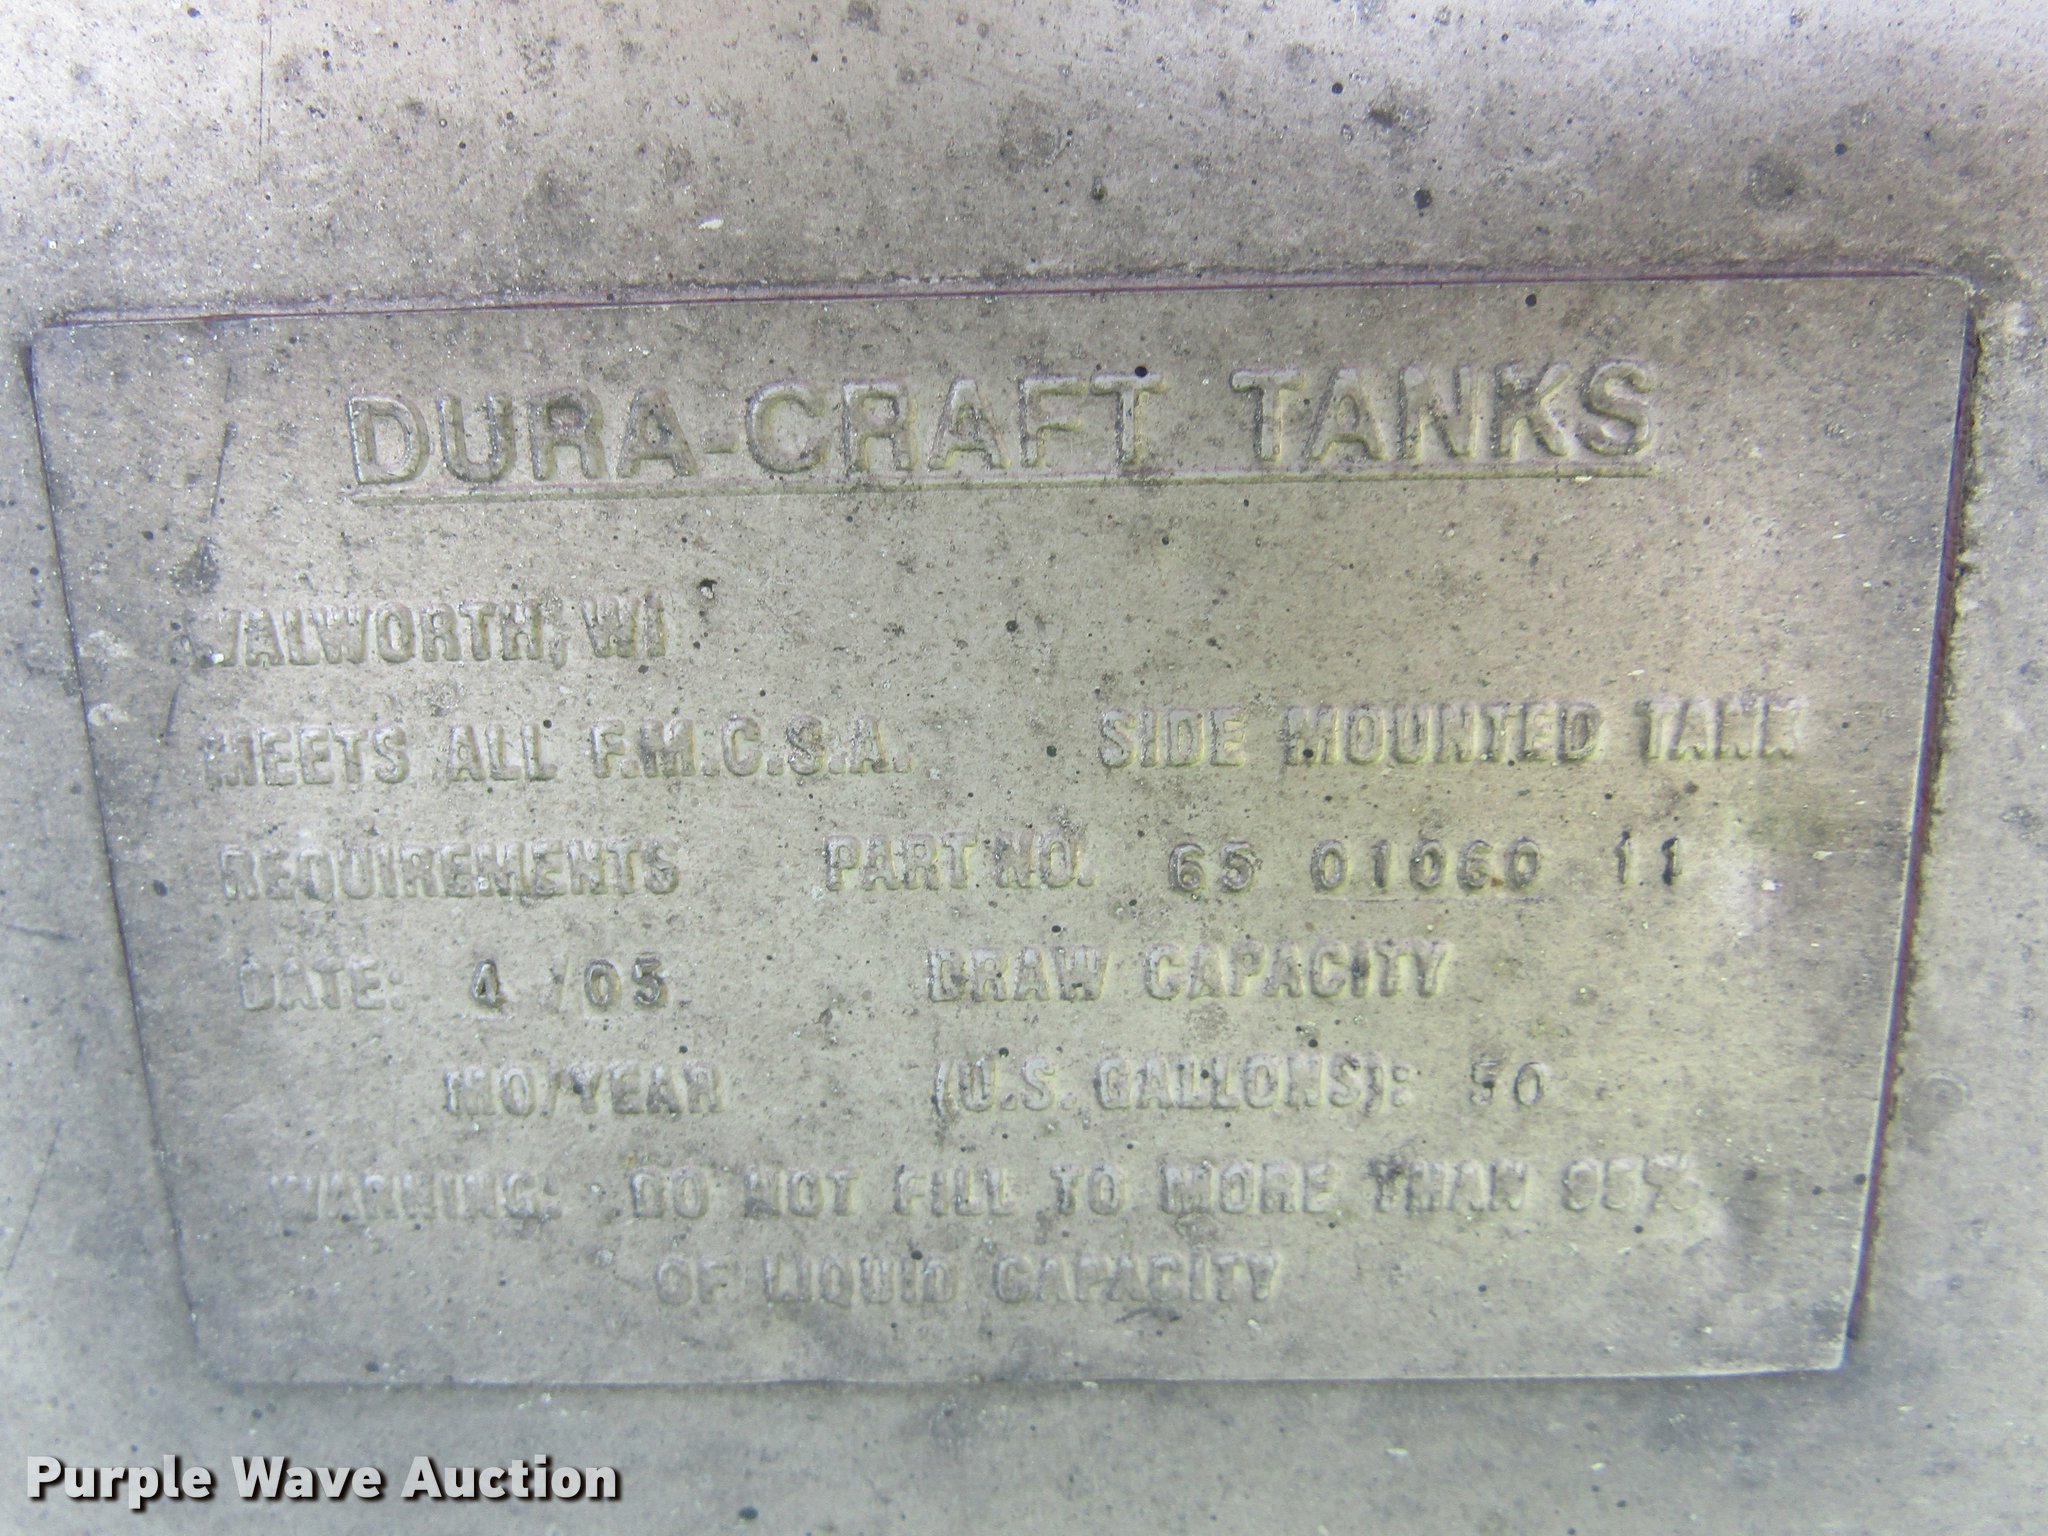 DURA-CRAFT TANKS
WALWORTH, WI
MEETS ALL F.M.C.S.A. SIDE MOUNTED TANK
REQUIREMENTS PART NO. 65 01060 11
DATE: 4 /05 DRAW CAPACITY
MO/YEAR (U.S. GALLONS): 50
WARNING: DO NOT FILL TO MORE THAN 95%
OF LIQUID CAPACITY
Purple Wave Auction